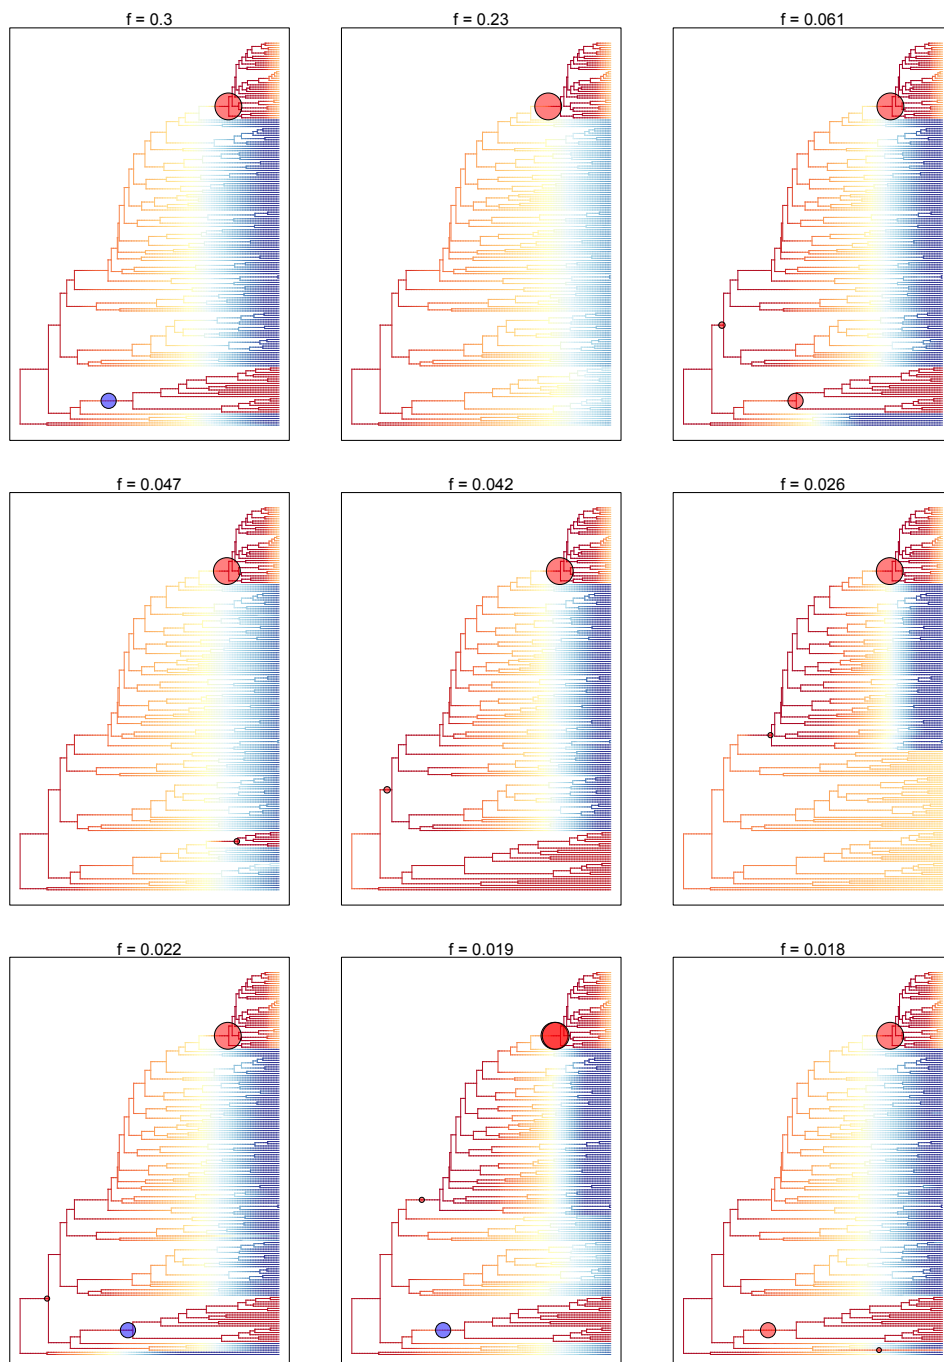 f = 0.3
f = 0.23
f = 0.061
f = 0.047
f = 0.042
f = 0.026
f = 0.022
f = 0.019
f = 0.018